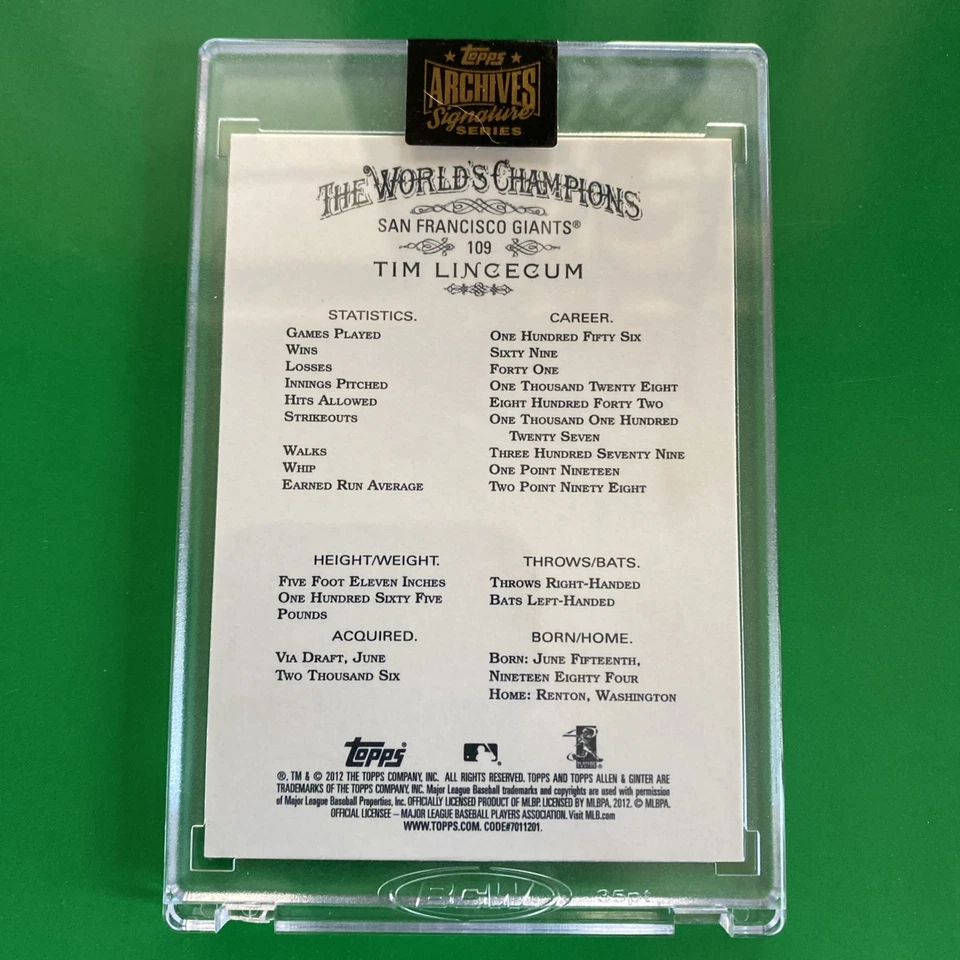 Topps
ARCHIVES
Signature
SERIES
THE WORLD'S CHAMPIONS
SAN FRANCISCO GIANTS®
109
TIM LINCECUM
STATISTICS. CAREER.
GAMES PLAYED ONE HUNDRED FIFTY SIX
WINS SIXTY NINE
LOSSES FORTY ONE
INNINGS PITCHED ONE THOUSAND TWENTY EIGHT
HITS ALLOWED EIGHT HUNDRED FORTY TWO
STRIKEOUTS ONE THOUSAND ONE HUNDRED
TWENTY SEVEN
WALKS THREE HUNDRED SEVENTY NINE
WHIP ONE POINT NINETEEN
EARNED RUN AVERAGE TWO POINT NINETY EIGHT
HEIGHT/WEIGHT. THROWS/BATS.
FIVE FOOT ELEVEN INCHES THROWS RIGHT-HANDED
ONE HUNDRED SIXTY FIVE BATS LEFT-HANDED
POUNDS
ACQUIRED. BORN/HOME.
VIA DRAFT, JUNE BORN: JUNE FIFTEENTH,
TWO THOUSAND SIX NINETEEN EIGHTY FOUR
HOME: RENTON, WASHINGTON
Topps
®, TM & © 2012 THE TOPPS COMPANY, INC. ALL RIGHTS RESERVED. TOPPS AND TOPPS ALLEN & GINTER ARE
TRADEMARKS OF THE TOPPS COMPANY, INC. Major League Baseball trademarks and copyrights are used with permission
of Major League Baseball Properties, Inc. OFFICIALLY LICENSED PRODUCT OF MLBP. LICENSED BY MLBPA, 2012. © MLBPA.
OFFICIAL LICENSEE – MAJOR LEAGUE BASEBALL PLAYERS ASSOCIATION. Visit MLB.com
WWW.TOPPS.COM. CODE#7011201.
BCW 35pt